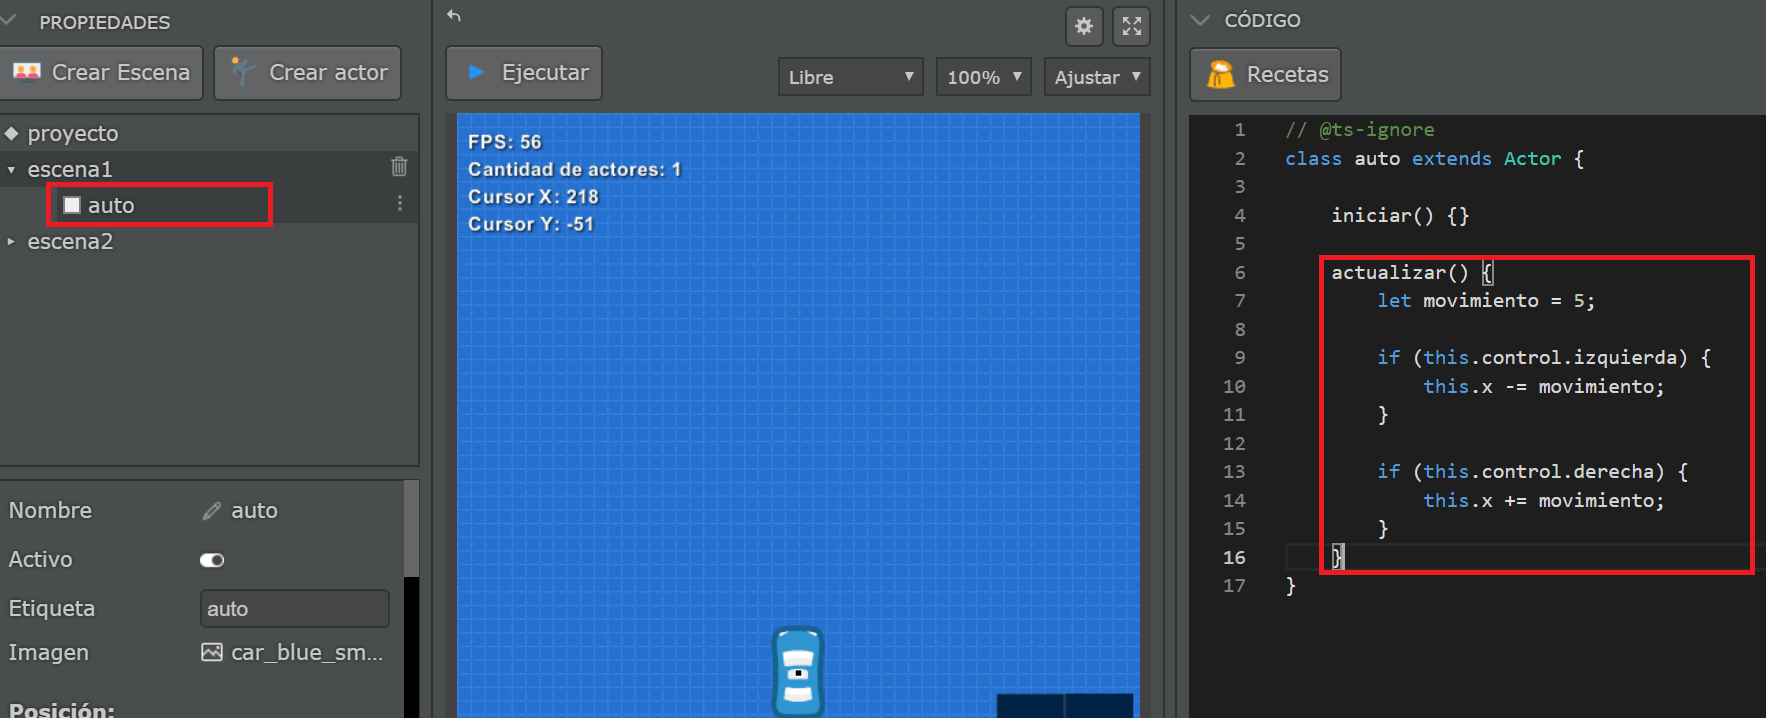 PROPIEDADES
Crear Escena
Crear actor
proyecto
escena1
auto
escena2
Nombre auto
Activo
Etiqueta auto
Imagen car_blue_sm...
Posición:
Ejecutar
Libre 100% Ajustar
FPS: 56
Cantidad de actores: 1
Cursor X: 218
Cursor Y: -51
CÓDIGO
Recetas
1 // @ts-ignore
2 class auto extends Actor {
3
4 iniciar() {}
5
6 actualizar() {
7 let movimiento = 5;
8
9 if (this.control.izquierda) {
10 this.x -= movimiento;
11 }
12
13 if (this.control.derecha) {
14 this.x += movimiento;
15 }
16 }
17 }